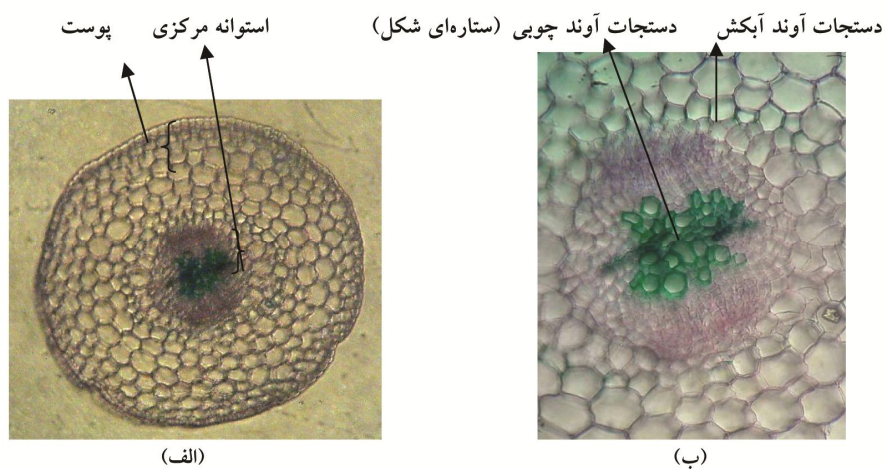 دستجات آوند آبکش
دستجات آوند چوبی (ستاره‌ای شکل)
استوانه مرکزی
پوست
(ب)
(الف)